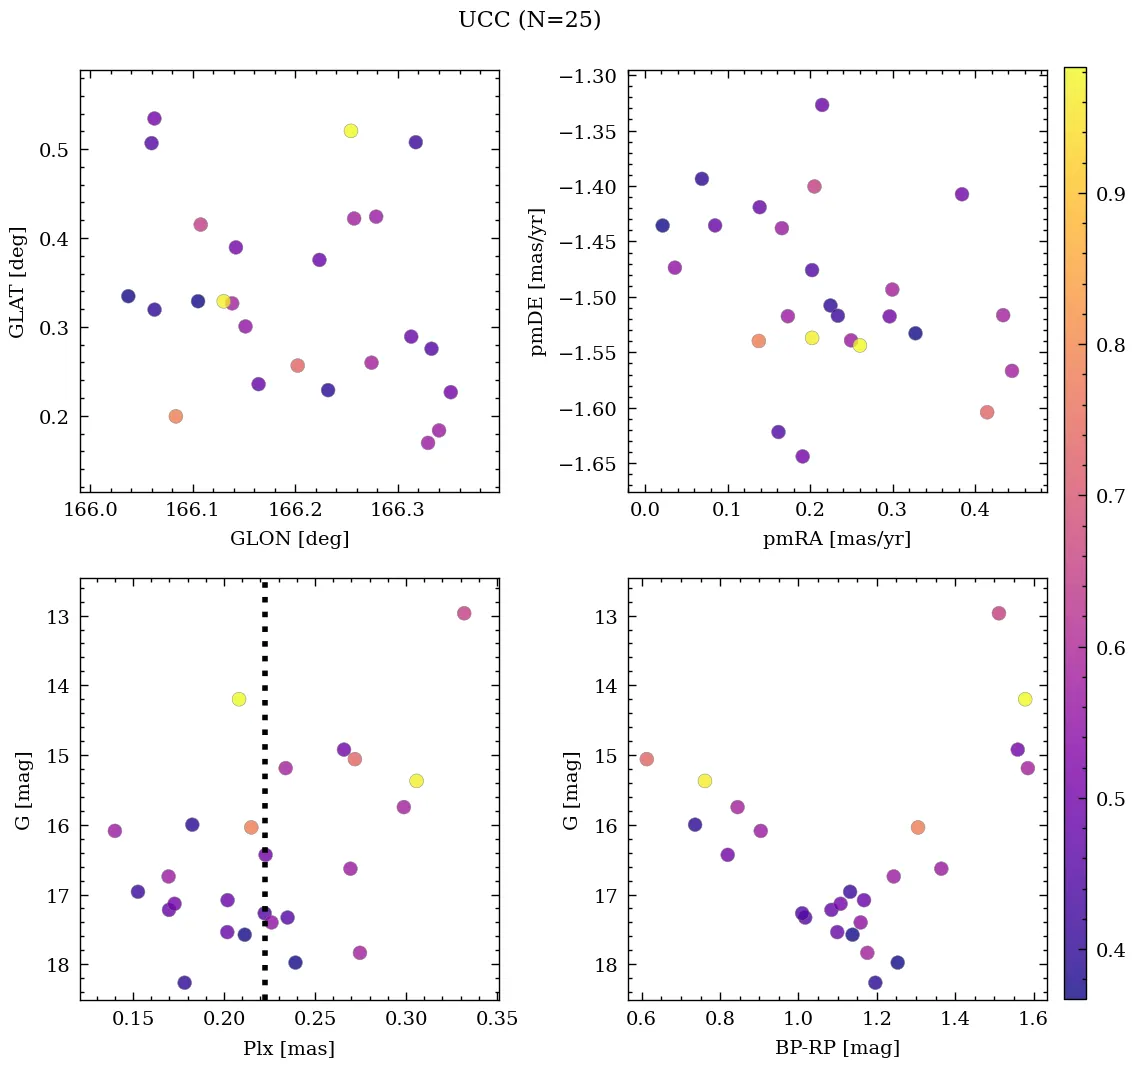 UCC (N=25)
0.5
0.4
0.3
0.2
GLAT [deg]
166.0 166.1 166.2 166.3
GLON [deg]
−1.30
−1.35
−1.40
−1.45
−1.50
−1.55
−1.60
−1.65
pmDE [mas/yr]
0.0 0.1 0.2 0.3 0.4
pmRA [mas/yr]
13
14
15
16
17
18
G [mag]
0.15 0.20 0.25 0.30 0.35
Plx [mas]
13
14
15
16
17
18
G [mag]
0.6 0.8 1.0 1.2 1.4 1.6
BP-RP [mag]
0.9
0.8
0.7
0.6
0.5
0.4